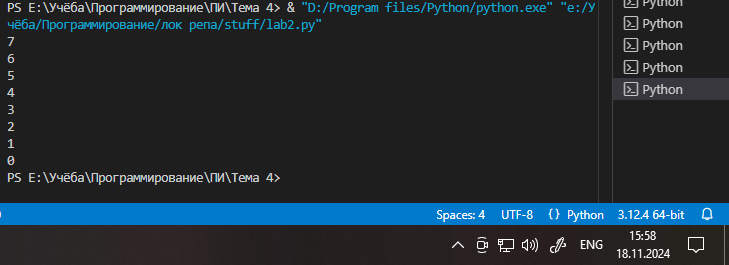 PS E:\Учёба\Программирование\ПИ\Тема 4> & "D:/Program files/Python/python.exe" "e:/У
чёба/Программирование/лок репа/stuff/lab2.py"
7
6
5
4
3
2
1
0
PS E:\Учёба\Программирование\ПИ\Тема 4>
Python
Python
Python
Python
Python
Spaces: 4 UTF-8 {} Python 3.12.4 64-bit
ENG 15:58
18.11.2024